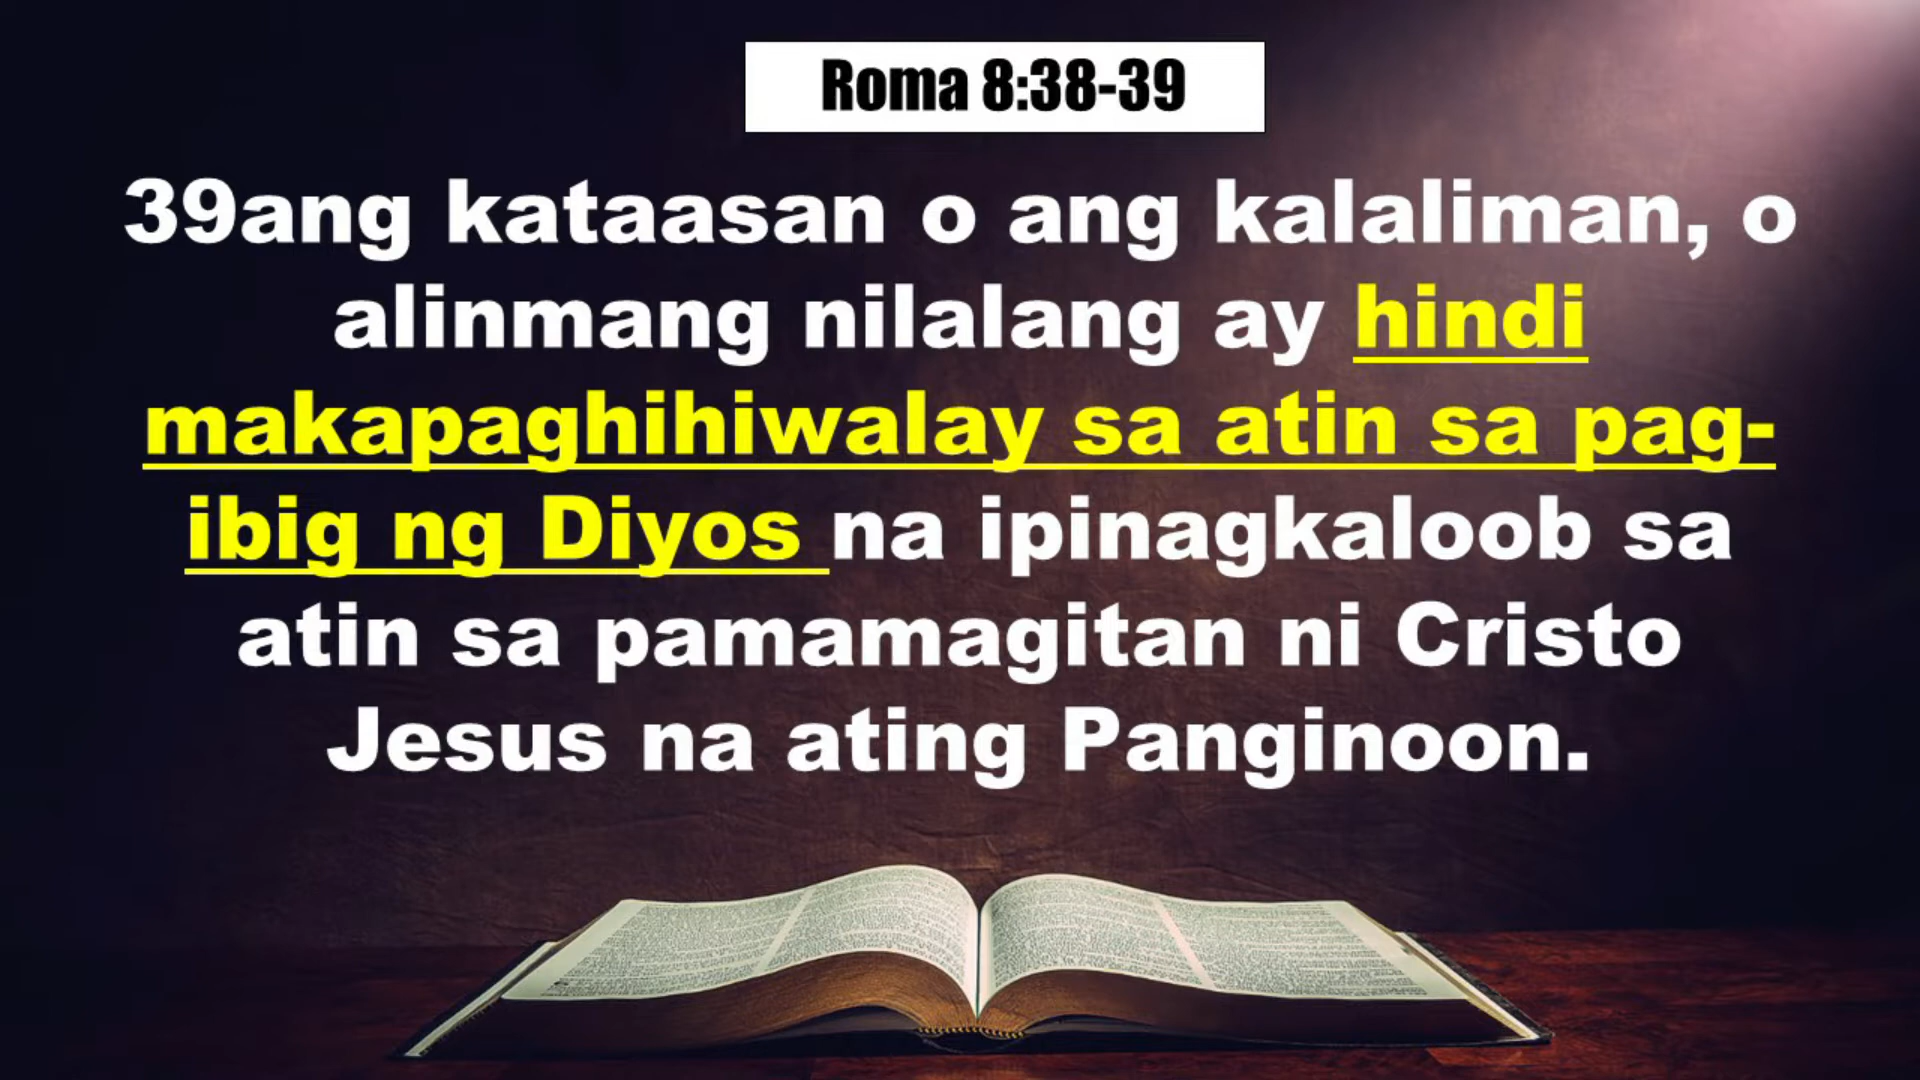 Roma 8:38-39
39ang kataasan o ang kalaliman, o
alinmang nilalang ay hindi
makapaghihiwalay sa atin sa pag-
ibig ng Diyos na ipinagkaloob sa
atin sa pamamagitan ni Cristo
Jesus na ating Panginoon.